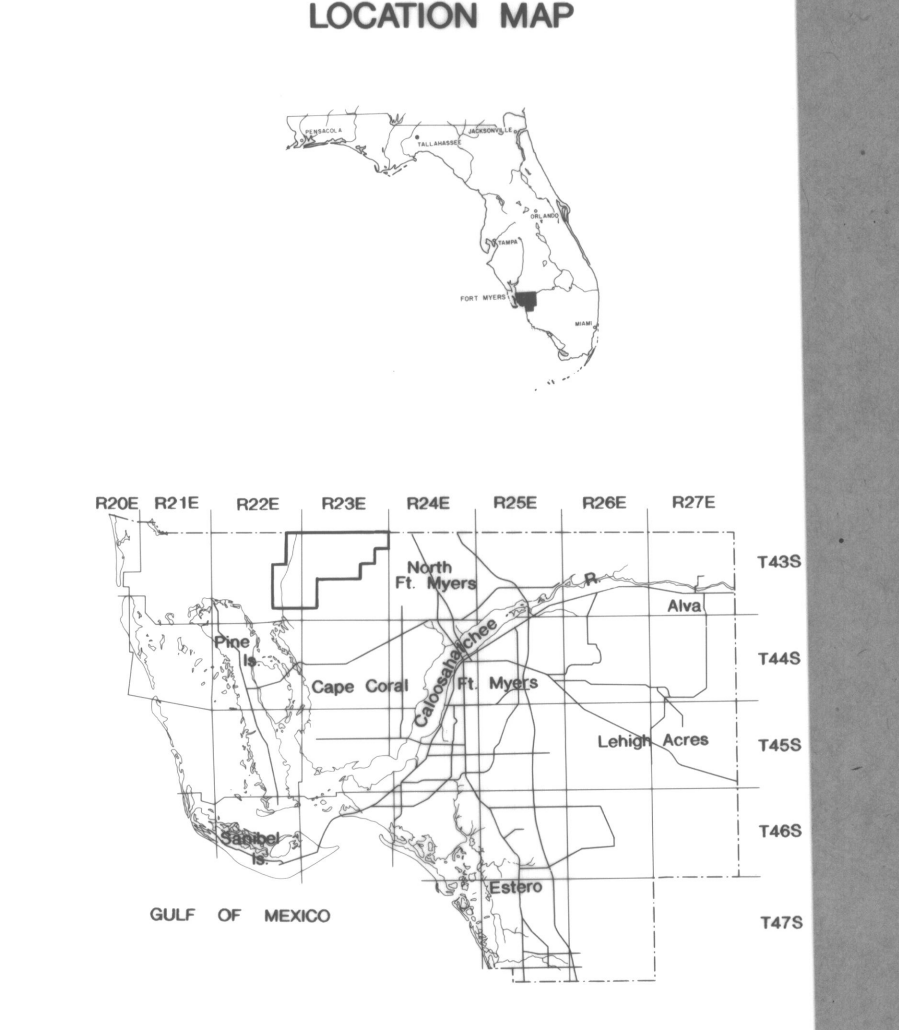 LOCATION MAP
PENSACOLA
JACKSONVILLE
TALLAHASSEE
ORLANDO
TAMPA
FORT MYERS
MIAMI
R20E R21E R22E R23E R24E R25E R26E R27E
T43S
North
Ft. Myers
R.
Alva
Pine
Is.
T44S
Caloosahatchee
Cape Coral
Ft. Myers
Lehigh Acres
T45S
T46S
Sanibel
Is.
Estero
GULF OF MEXICO
T47S